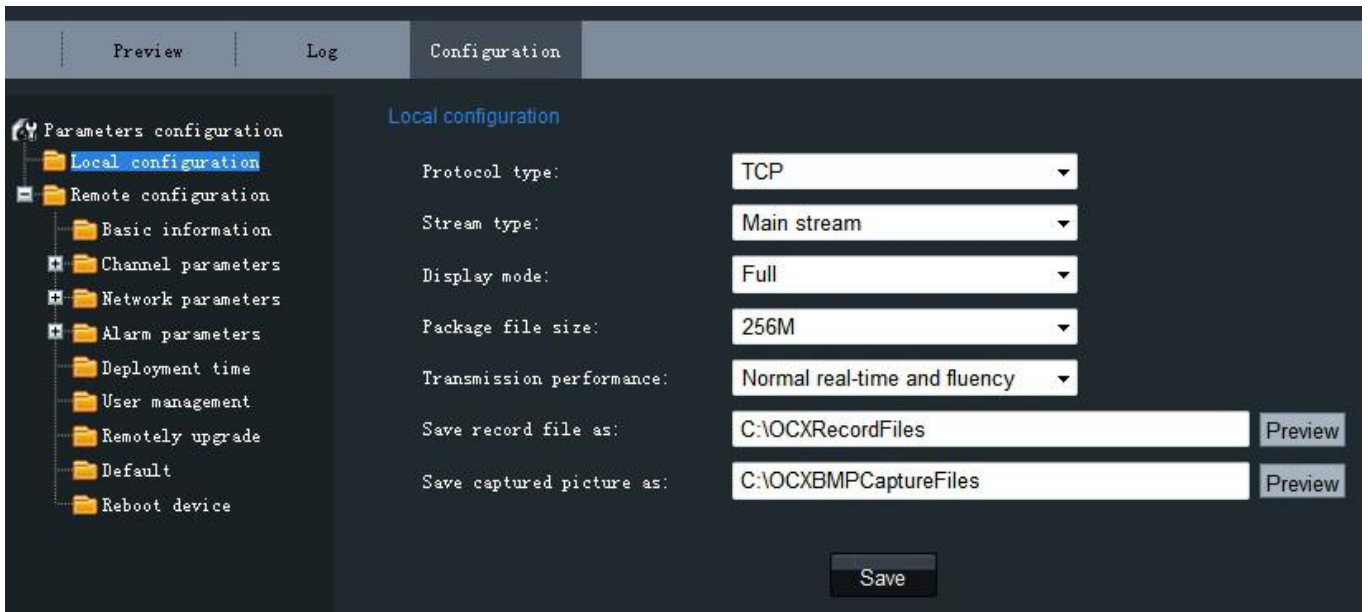 Preview Log Configuration
Parameters configuration
Local configuration
Remote configuration
Basic information
Channel parameters
Network parameters
Alarm parameters
Deployment time
User management
Remotely upgrade
Default
Reboot device
Local configuration
Protocol type: TCP
Stream type: Main stream
Display mode: Full
Package file size: 256M
Transmission performance: Normal real-time and fluency
Save record file as: C:\OCXRecordFiles Preview
Save captured picture as: C:\OCXBMPCaptureFiles Preview
Save